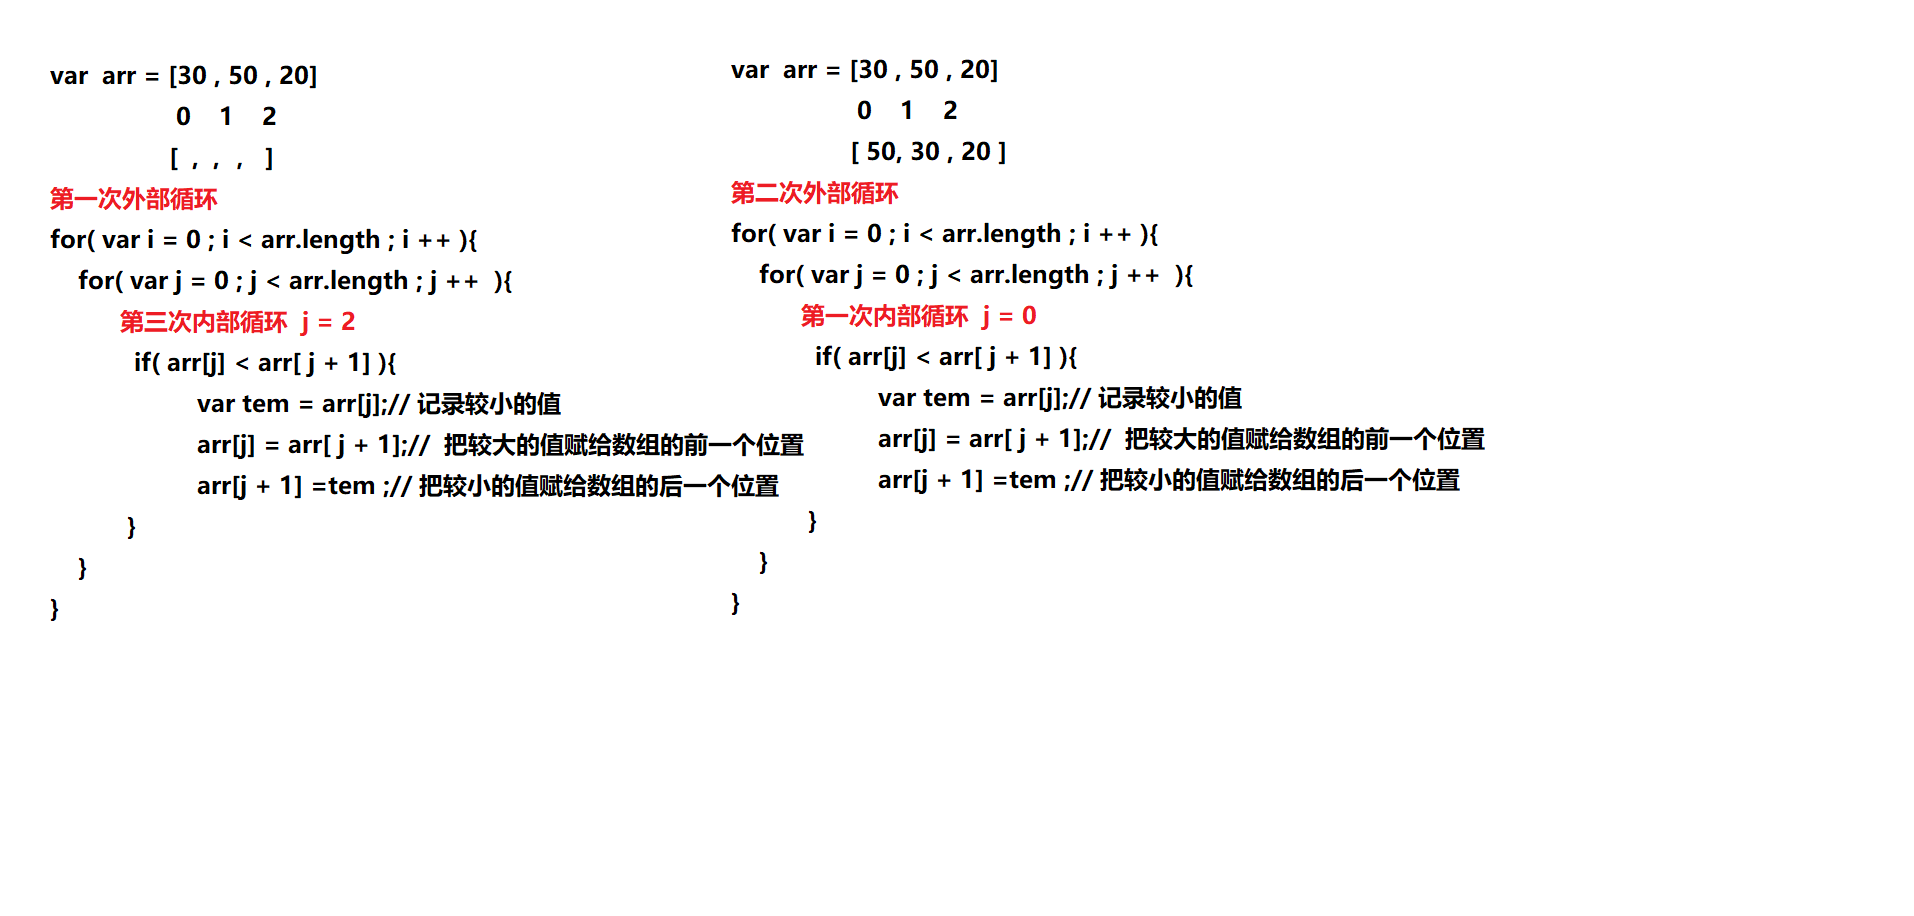 var arr = [30 , 50 , 20]
0 1 2
[ , , , ]
第一次外部循环
for( var i = 0 ; i < arr.length ; i ++ ){
for( var j = 0 ; j < arr.length ; j ++ ){
第三次内部循环 j = 2
if( arr[j] < arr[ j + 1] ){
var tem = arr[j];// 记录较小的值
arr[j] = arr[ j + 1];// 把较大的值赋给数组的前一个位置
arr[j + 1] =tem ;// 把较小的值赋给数组的后一个位置
}
}
}
var arr = [30 , 50 , 20]
0 1 2
[ 50, 30 , 20 ]
第二次外部循环
for( var i = 0 ; i < arr.length ; i ++ ){
for( var j = 0 ; j < arr.length ; j ++ ){
第一次内部循环 j = 0
if( arr[j] < arr[ j + 1] ){
var tem = arr[j];// 记录较小的值
arr[j] = arr[ j + 1];// 把较大的值赋给数组的前一个位置
arr[j + 1] =tem ;// 把较小的值赋给数组的后一个位置
}
}
}